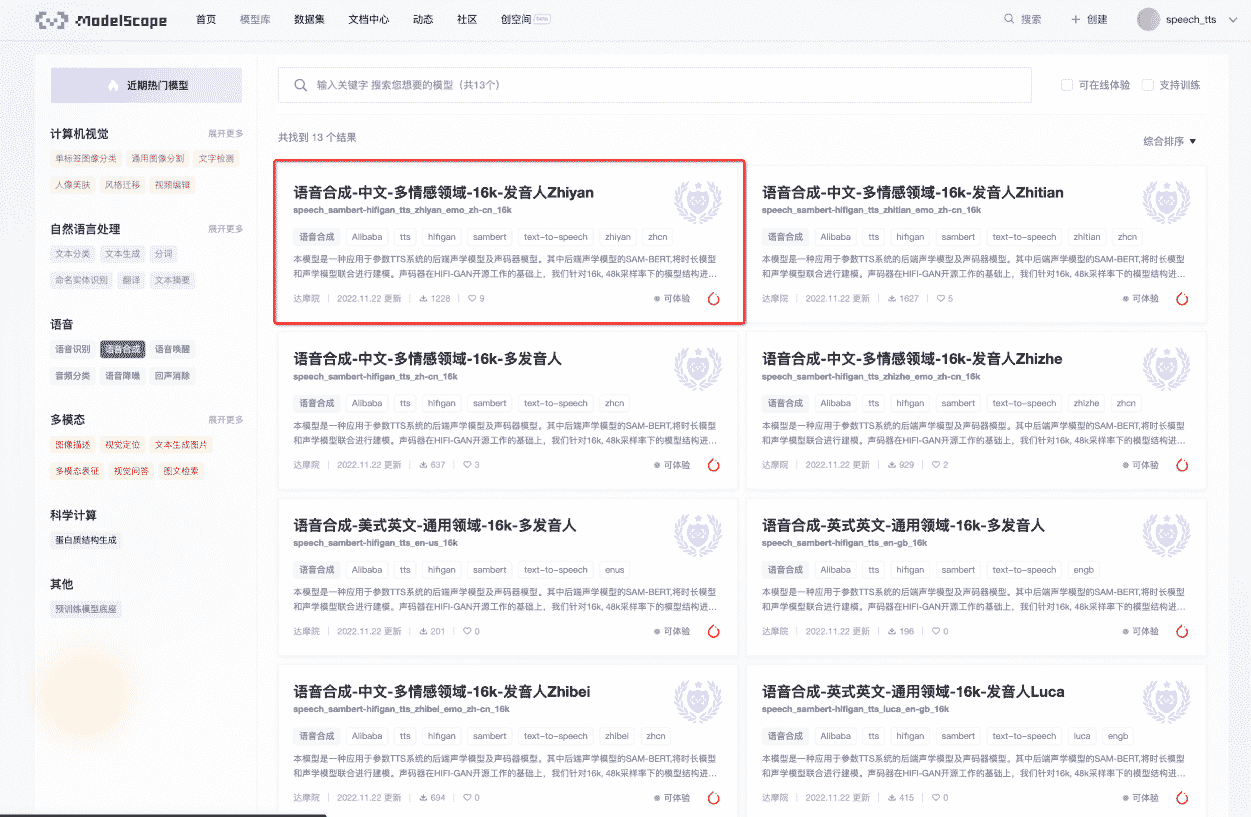 ModelScope 首页 模型库 数据集 文档中心 动态 社区 创空间 beta 搜索 创建 speech_tts
近期热门模型
计算机视觉 展开更多
单标签图像分类 通用图像分割 文字检测
人像美肤 风格迁移 视频编辑
自然语言处理 展开更多
文本分类 文本生成 分词
命名实体识别 翻译 文本摘要
语音
语音识别 语音合成 语音唤醒
音频分类 语音降噪 回声消除
多模态 展开更多
图像描述 视觉定位 文本生成图片
多模态表征 视觉问答 图文检索
科学计算
蛋白质结构生成
其他
预训练模型底座
输入关键字 搜索您想要的模型（共13个）
可在线体验 支持训练
共找到 13 个结果
综合排序
语音合成-中文-多情感领域-16k-发音人Zhiyan
speech_sambert-hifigan_tts_zhiyan_emo_zh-cn_16k
语音合成 Alibaba tts hifigan sambert text-to-speech zhiyan zhcn
本模型是一种应用于参数TTS系统的后端声学模型及声码器模型。其中后端声学模型的SAM-BERT,将时长模型
和声学模型联合进行建模。声码器在HIFI-GAN开源工作的基础上，我们针对16k, 48k采样率下的模型结构进...
达摩院 2022.11.22 更新 1228 9 可体验
语音合成-中文-多情感领域-16k-发音人Zhitian
speech_sambert-hifigan_tts_zhitian_emo_zh-cn_16k
语音合成 Alibaba tts hifigan sambert text-to-speech zhitian zhcn
本模型是一种应用于参数TTS系统的后端声学模型及声码器模型。其中后端声学模型的SAM-BERT,将时长模型
和声学模型联合进行建模。声码器在HIFI-GAN开源工作的基础上，我们针对16k, 48k采样率下的模型结构进...
达摩院 2022.11.22 更新 1627 5 可体验
语音合成-中文-多情感领域-16k-多发音人
speech_sambert-hifigan_tts_zh-cn_16k
语音合成 Alibaba tts hifigan sambert text-to-speech zhcn
本模型是一种应用于参数TTS系统的后端声学模型及声码器模型。其中后端声学模型的SAM-BERT,将时长模型
和声学模型联合进行建模。声码器在HIFI-GAN开源工作的基础上，我们针对16k, 48k采样率下的模型结构进...
达摩院 2022.11.22 更新 637 3 可体验
语音合成-中文-多情感领域-16k-发音人Zhizhe
speech_sambert-hifigan_tts_zhizhe_emo_zh-cn_16k
语音合成 Alibaba tts hifigan sambert text-to-speech zhizhe zhcn
本模型是一种应用于参数TTS系统的后端声学模型及声码器模型。其中后端声学模型的SAM-BERT,将时长模型
和声学模型联合进行建模。声码器在HIFI-GAN开源工作的基础上，我们针对16k, 48k采样率下的模型结构进...
达摩院 2022.11.22 更新 929 2 可体验
语音合成-美式英文-通用领域-16k-多发音人
speech_sambert-hifigan_tts_en-us_16k
语音合成 Alibaba tts hifigan sambert text-to-speech enus
本模型是一种应用于参数TTS系统的后端声学模型及声码器模型。其中后端声学模型的SAM-BERT,将时长模型
和声学模型联合进行建模。声码器在HIFI-GAN开源工作的基础上，我们针对16k, 48k采样率下的模型结构进...
达摩院 2022.11.22 更新 201 0 可体验
语音合成-英式英文-通用领域-16k-多发音人
speech_sambert-hifigan_tts_en-gb_16k
语音合成 Alibaba tts hifigan sambert text-to-speech engb
本模型是一种应用于参数TTS系统的后端声学模型及声码器模型。其中后端声学模型的SAM-BERT,将时长模型
和声学模型联合进行建模。声码器在HIFI-GAN开源工作的基础上，我们针对16k, 48k采样率下的模型结构进...
达摩院 2022.11.22 更新 196 0 可体验
语音合成-中文-多情感领域-16k-发音人Zhibei
speech_sambert-hifigan_tts_zhibei_emo_zh-cn_16k
语音合成 Alibaba tts hifigan sambert text-to-speech zhibei zhcn
本模型是一种应用于参数TTS系统的后端声学模型及声码器模型。其中后端声学模型的SAM-BERT,将时长模型
和声学模型联合进行建模。声码器在HIFI-GAN开源工作的基础上，我们针对16k, 48k采样率下的模型结构进...
达摩院 2022.11.22 更新 694 0 可体验
语音合成-英式英文-通用领域-16k-发音人Luca
speech_sambert-hifigan_tts_luca_en-gb_16k
语音合成 Alibaba tts hifigan sambert text-to-speech luca engb
本模型是一种应用于参数TTS系统的后端声学模型及声码器模型。其中后端声学模型的SAM-BERT,将时长模型
和声学模型联合进行建模。声码器在HIFI-GAN开源工作的基础上，我们针对16k, 48k采样率下的模型结构进...
达摩院 2022.11.22 更新 415 0 可体验